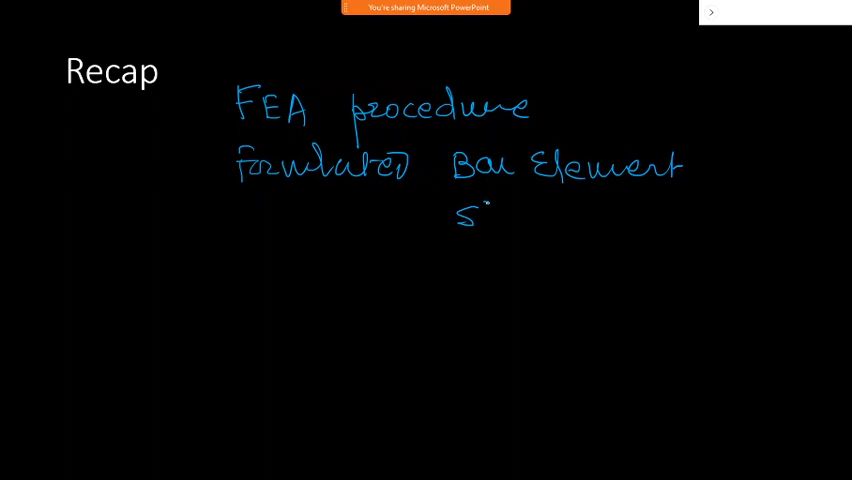 You're sharing Microsoft PowerPoint
Recap
FEA procedure
Formulated Bar Element
S